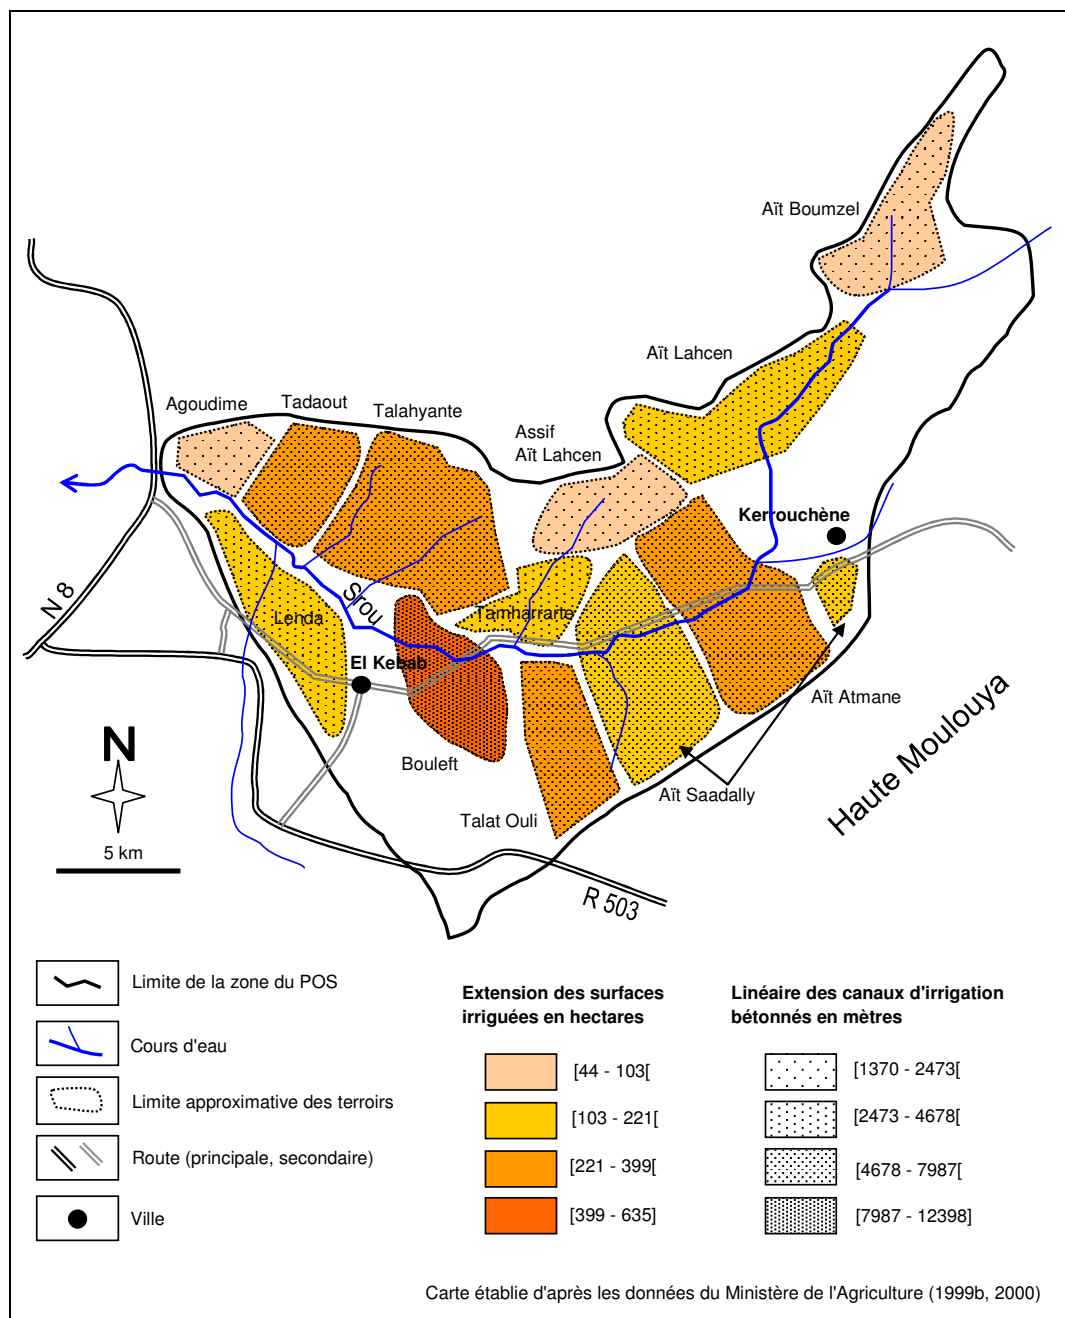 Aït Boumzel
Aït Lahcen
Agoudime
Tadaout
Talahyante
Assif
Aït Lahcen
Kerrouchène
N 8
Srou
Lenda
Tamharrarte
El Kebab
Aït Atmane
Haute Moulouya
N
Bouleft
Aït Saadally
Talat Ouli
5 km
R 503
Limite de la zone du POS
Cours d'eau
Limite approximative des terroirs
Route (principale, secondaire)
Ville
Extension des surfaces
irriguées en hectares
[44 - 103[
[103 - 221[
[221 - 399[
[399 - 635]
Linéaire des canaux d'irrigation
bétonnés en mètres
[1370 - 2473[
[2473 - 4678[
[4678 - 7987[
[7987 - 12398]
Carte établie d'après les données du Ministère de l'Agriculture (1999b, 2000)